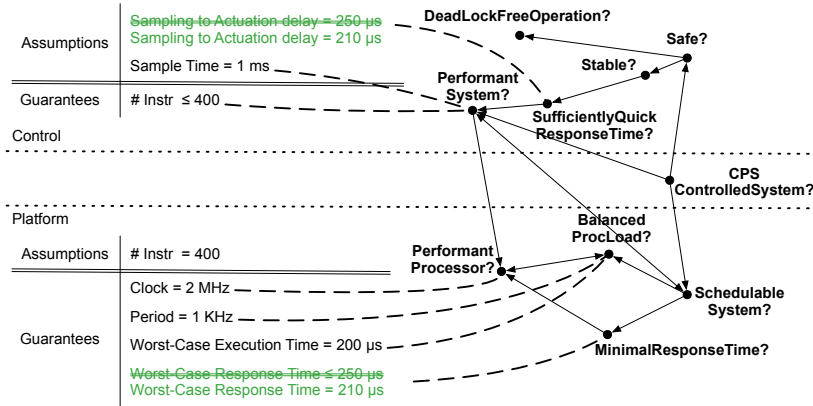 Sampling to Actuation delay = 250 µs
Sampling to Actuation delay = 210 µs
Assumptions
Sample Time = 1 ms
Guarantees
# Instr ≤ 400
Control
DeadLockFreeOperation?
Safe?
Stable?
Performant
System?
SufficientlyQuick
ResponseTime?
CPS
ControlledSystem?
Platform
Assumptions
# Instr = 400
Clock = 2 MHz
Period = 1 KHz
Guarantees
Worst-Case Execution Time = 200 µs
Worst-Case Response Time ≤ 250 µs
Worst-Case Response Time = 210 µs
Balanced
ProcLoad?
Performant
Processor?
Schedulable
System?
MinimalResponseTime?